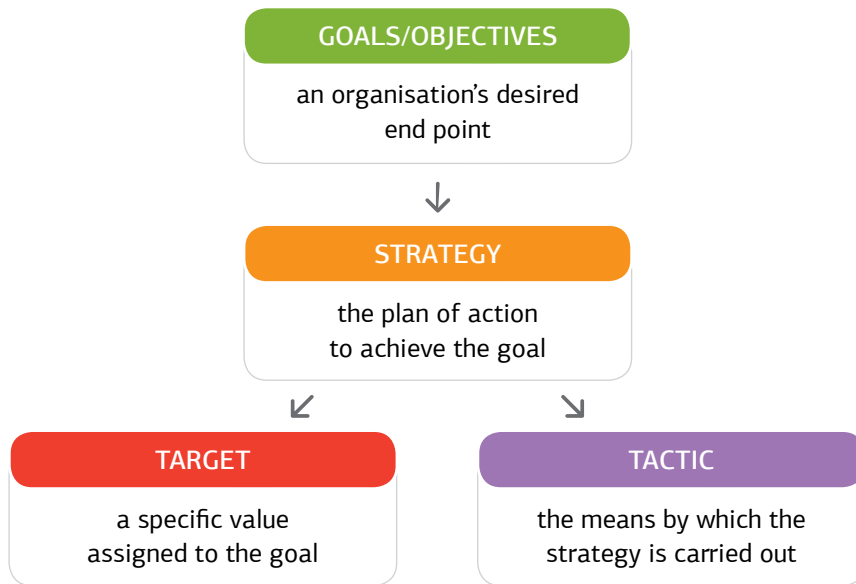 GOALS/OBJECTIVES
an organisation’s desired
end point
STRATEGY
the plan of action
to achieve the goal
TARGET
a specific value
assigned to the goal
TACTIC
the means by which the
strategy is carried out